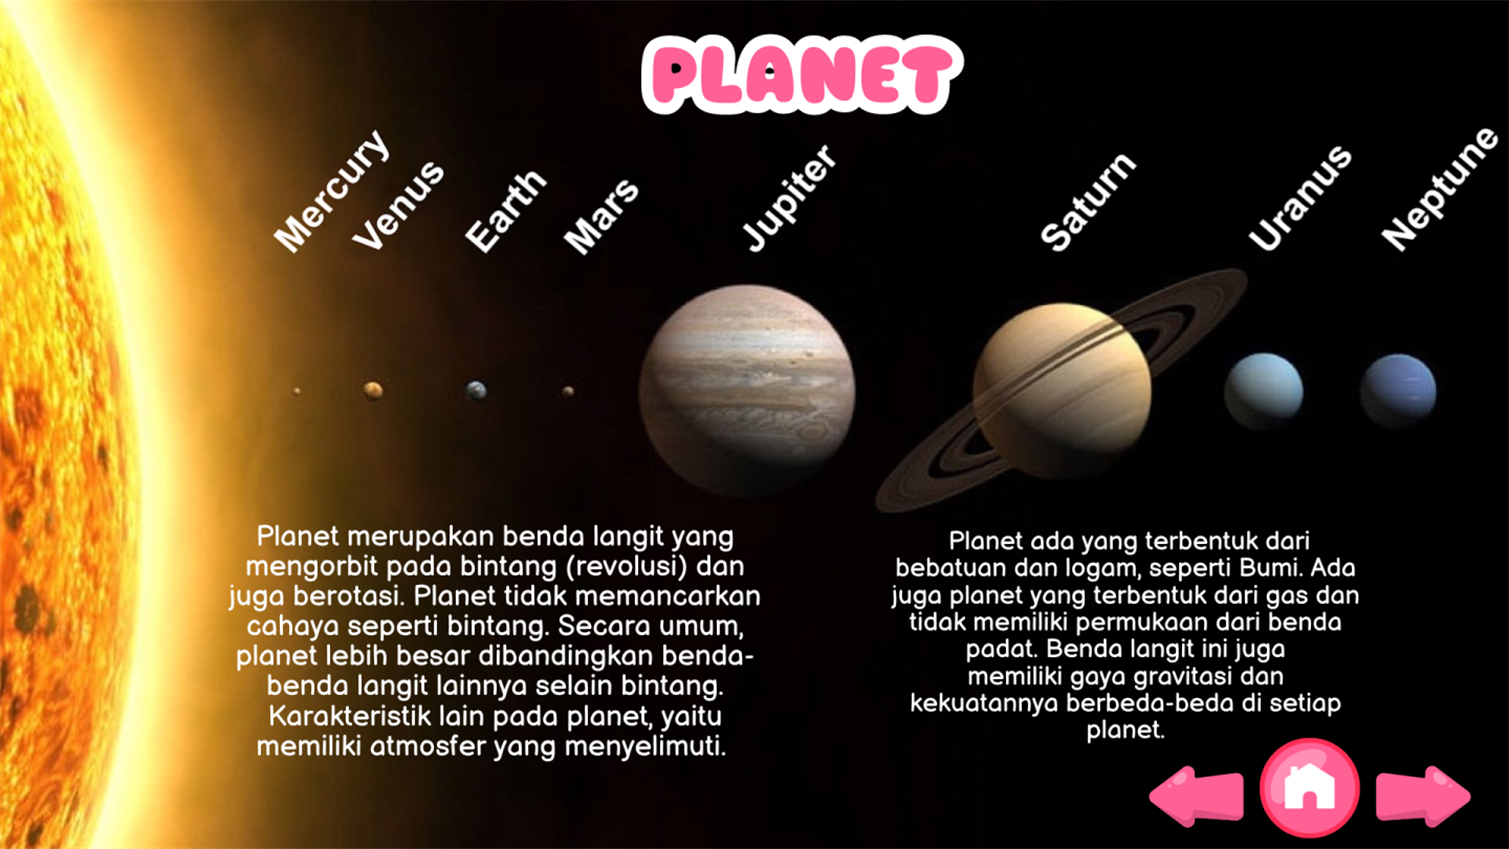 PLANET
Mercury
Venus
Earth
Mars
Jupiter
Saturn
Uranus
Neptune
Planet merupakan benda langit yang
mengorbit pada bintang (revolusi) dan
juga berotasi. Planet tidak memancarkan
cahaya seperti bintang. Secara umum,
planet lebih besar dibandingkan benda-
benda langit lainnya selain bintang.
Karakteristik lain pada planet, yaitu
memiliki atmosfer yang menyelimuti.
Planet ada yang terbentuk dari
bebatuan dan logam, seperti Bumi. Ada
juga planet yang terbentuk dari gas dan
tidak memiliki permukaan dari benda
padat. Benda langit ini juga
memiliki gaya gravitasi dan
kekuatannya berbeda-beda di setiap
planet.